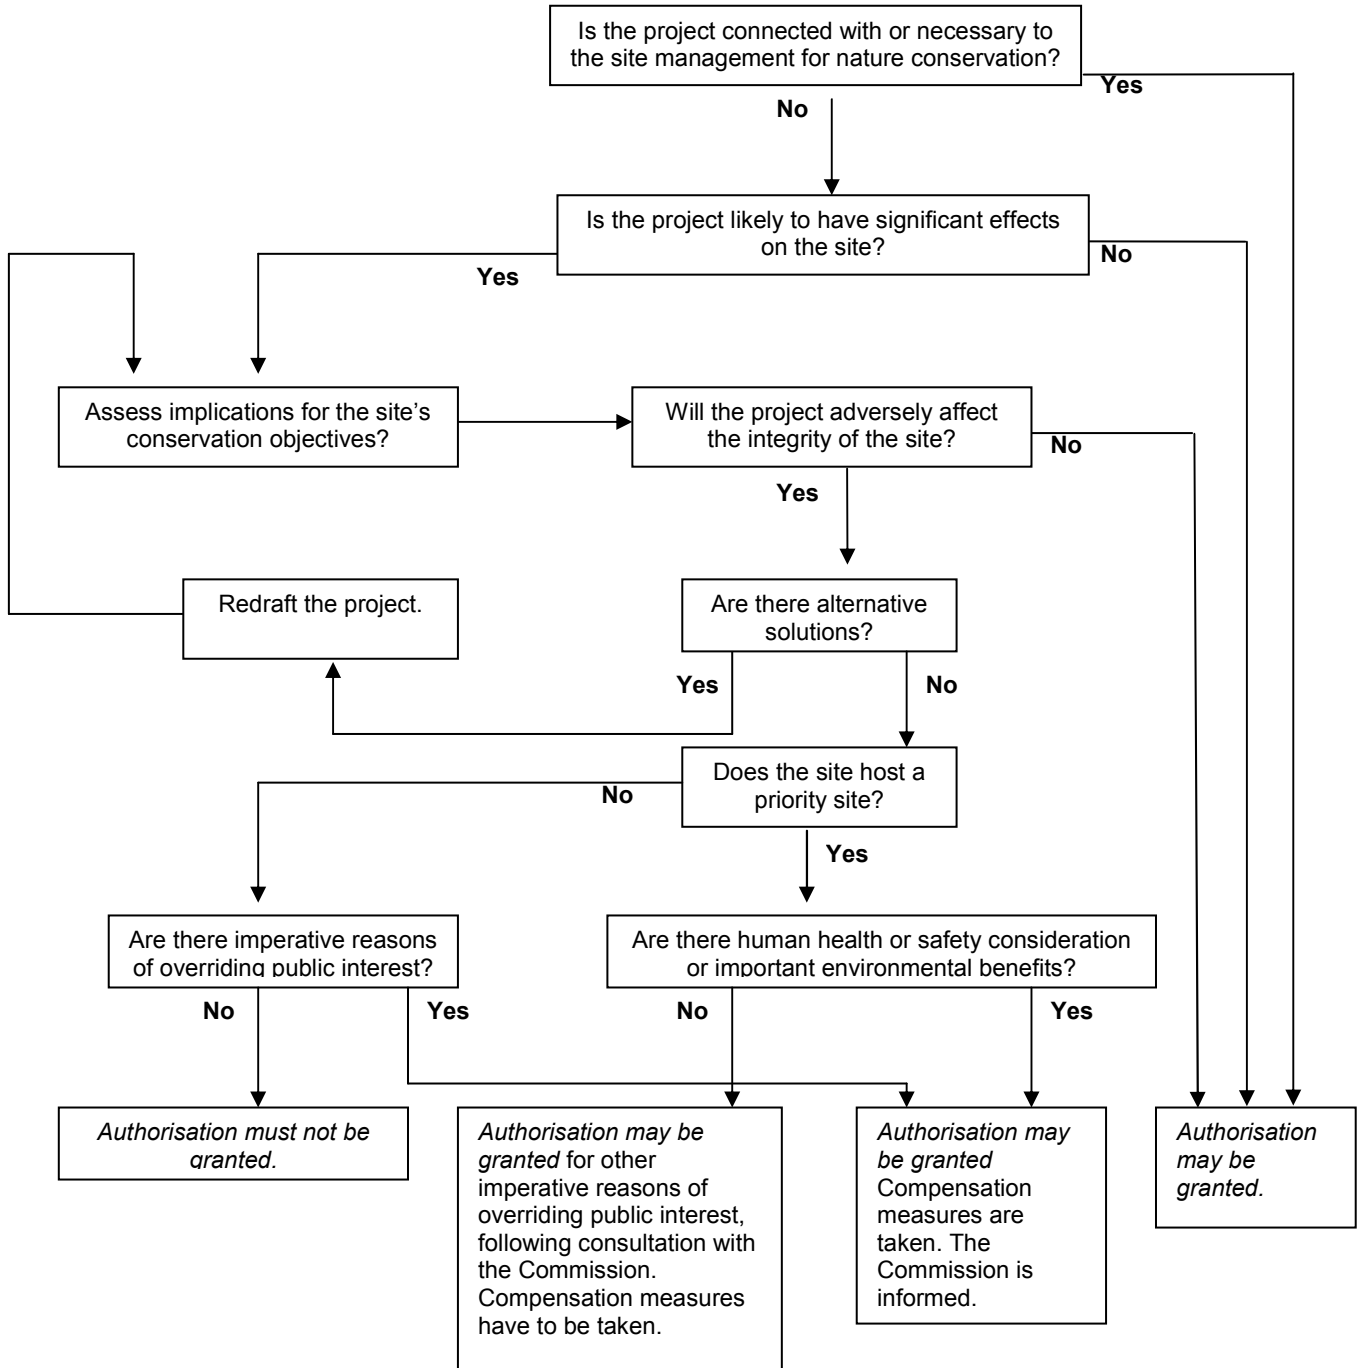 Is the project connected with or necessary to
the site management for nature conservation?
Yes
No
Is the project likely to have significant effects
on the site?
No
Yes
Assess implications for the site's
conservation objectives?
Will the project adversely affect
the integrity of the site?
No
Yes
Redraft the project.
Are there alternative
solutions?
Yes
No
Does the site host a
priority site?
No
Yes
Are there imperative reasons
of overriding public interest?
Are there human health or safety consideration
or important environmental benefits?
No
Yes
No
Yes
Authorisation must not be
granted.
Authorisation may be
granted for other
imperative reasons of
overriding public interest,
following consultation with
the Commission.
Compensation measures
have to be taken.
Authorisation may
be granted
Compensation
measures are
taken. The
Commission is
informed.
Authorisation
may be
granted.